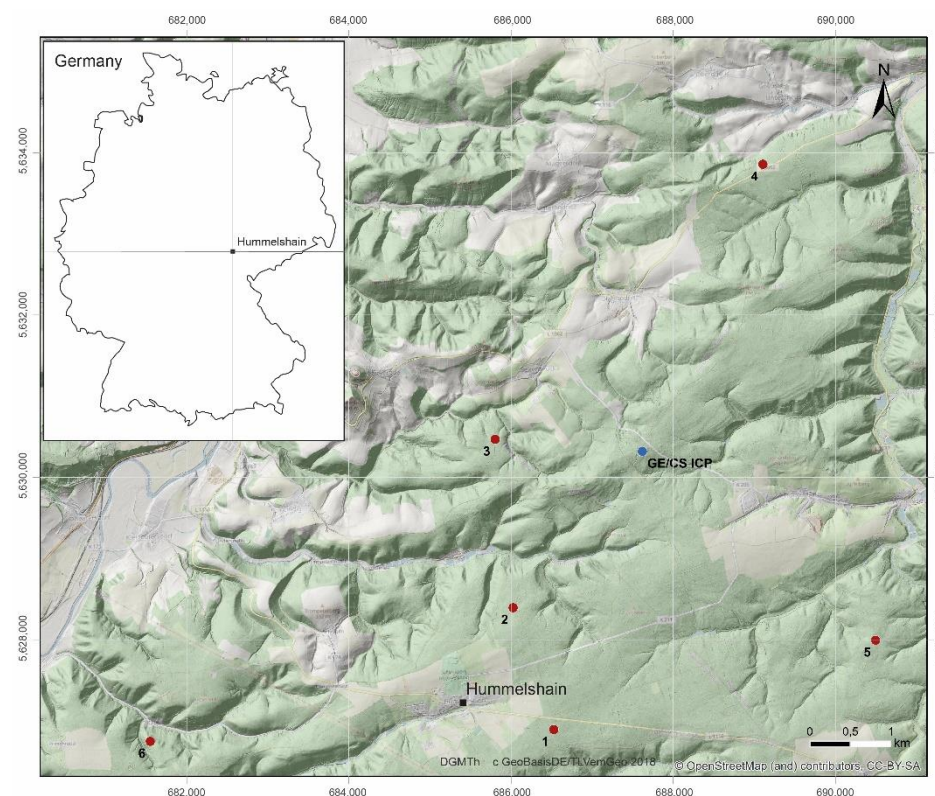 682,000 684,000 686,000 688,000 690,000
Germany
N
5.634,000
4
Hummelshain
5.632,000
3
GE/CS ICP
5.630,000
2
5.628,000
5
Hummelshain
1
6
0 0,5 1
km
DGMTh c GeoBasisDE/TLVermGeo 2018
© OpenStreetMap (and) contributors, CC-BY-SA
682,000 684,000 686,000 688,000 690,000